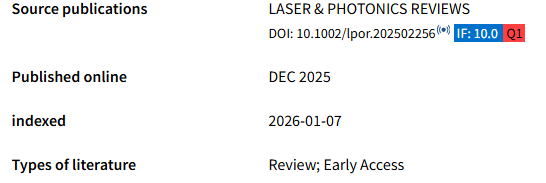 Source publications LASER & PHOTONICS REVIEWS
DOI: 10.1002/lpor.202502256 IF: 10.0 Q1
Published online DEC 2025
indexed 2026-01-07
Types of literature Review; Early Access